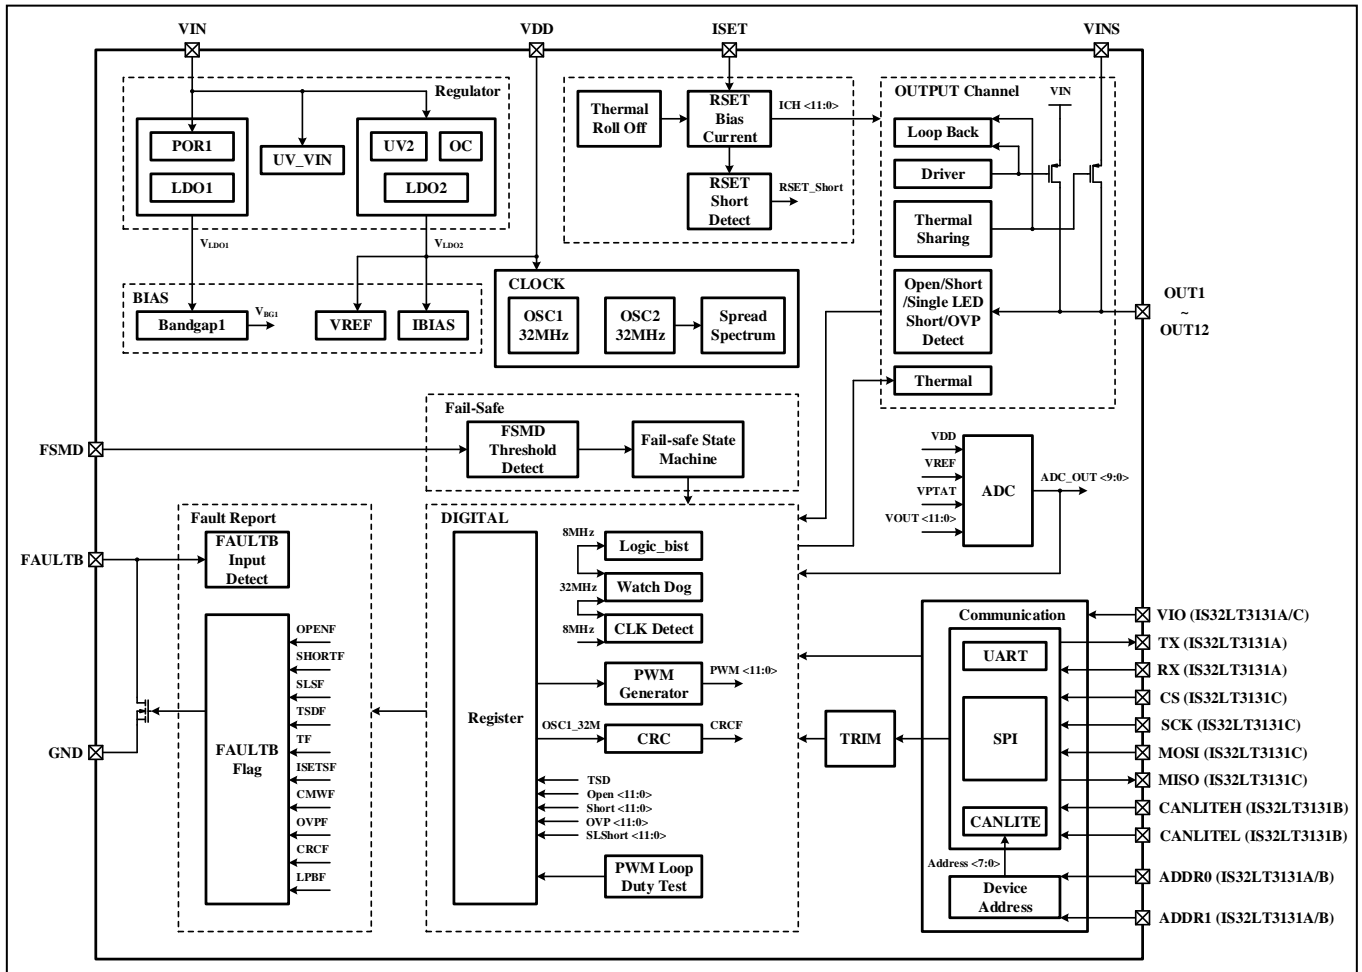 VIN
VDD
ISET
VINS
Regulator
POR1
LDO1
UV_VIN
UV2
OC
LDO2
VLDO1
VLDO2
Thermal
Roll Off
RSET
Bias
Current
ICH <11:0>
RSET
Short
Detect
RSET_Short
OUTPUT Channel
VIN
Loop Back
Driver
Thermal
Sharing
Open/Short
/Single LED
Short/OVP
Detect
Thermal
OUT1
~
OUT12
BIAS
Bandgap1
VBG1
VREF
IBIAS
CLOCK
OSC1
32MHz
OSC2
32MHz
Spread
Spectrum
Fail-Safe
FSMD
FSMD
Threshold
Detect
Fail-safe State
Machine
VDD
VREF
VPTAT
VOUT <11:0>
ADC
ADC_OUT <9:0>
Fault Report
FAULTB
FAULTB
Input
Detect
GND
FAULTB
Flag
OPENF
SHORTF
SLSF
TSDF
TF
ISETSF
CMWF
OVPF
CRCF
LPBF
DIGITAL
Register
8MHz
Logic_bist
32MHz
Watch Dog
8MHz
CLK Detect
PWM
Generator
PWM <11:0>
OSC1_32M
CRC
CRCF
TSD
Open <11:0>
Short <11:0>
OVP <11:0>
SLShort <11:0>
PWM Loop
Duty Test
TRIM
Communication
UART
SPI
CANLITE
Address <7:0>
Device
Address
VIO (IS32LT3131A/C)
TX (IS32LT3131A)
RX (IS32LT3131A)
CS (IS32LT3131C)
SCK (IS32LT3131C)
MOSI (IS32LT3131C)
MISO (IS32LT3131C)
CANLITEH (IS32LT3131B)
CANLITEL (IS32LT3131B)
ADDR0 (IS32LT3131A/B)
ADDR1 (IS32LT3131A/B)